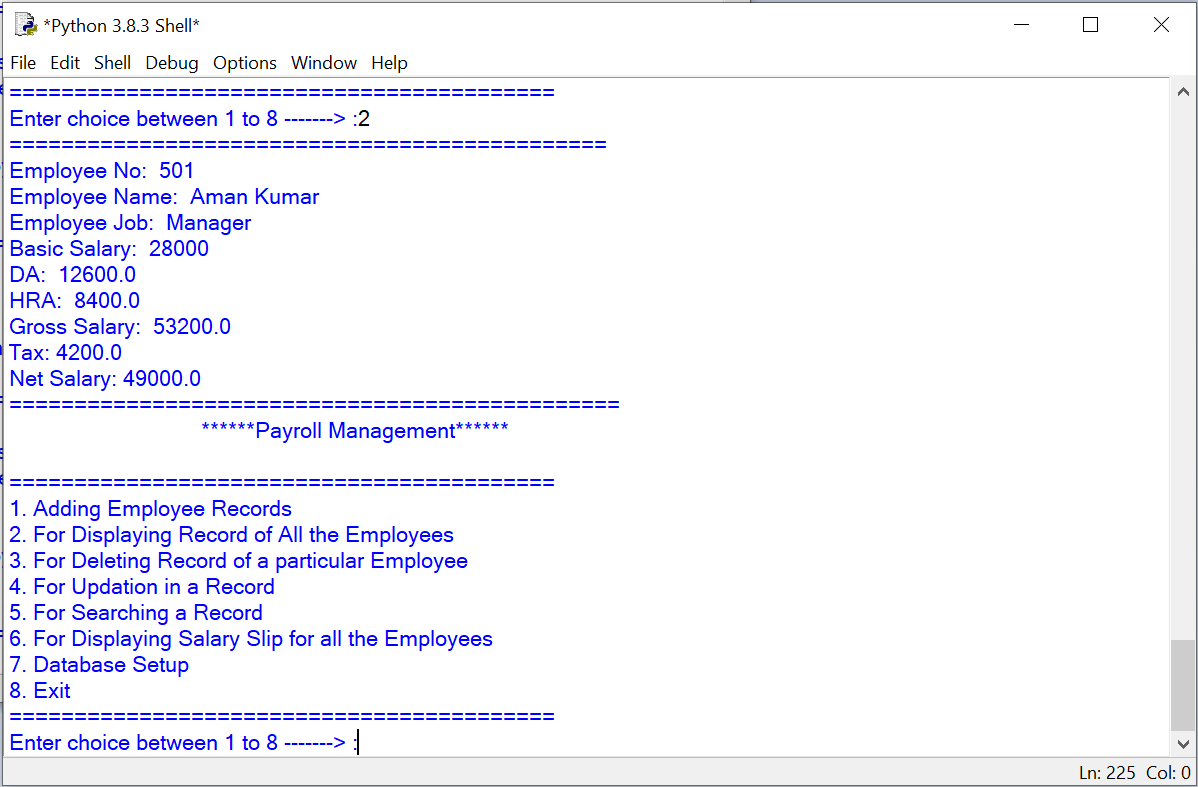 *Python 3.8.3 Shell*
File Edit Shell Debug Options Window Help
==========================================
Enter choice between 1 to 8 -------> :2
==============================================
Employee No:  501
Employee Name:  Aman Kumar
Employee Job:  Manager
Basic Salary:  28000
DA:  12600.0
HRA:  8400.0
Gross Salary:  53200.0
Tax: 4200.0
Net Salary: 49000.0
===============================================
******Payroll Management******
==========================================
1. Adding Employee Records
2. For Displaying Record of All the Employees
3. For Deleting Record of a particular Employee
4. For Updation in a Record
5. For Searching a Record
6. For Displaying Salary Slip for all the Employees
7. Database Setup
8. Exit
==========================================
Enter choice between 1 to 8 -------> :
Ln: 225 Col: 0